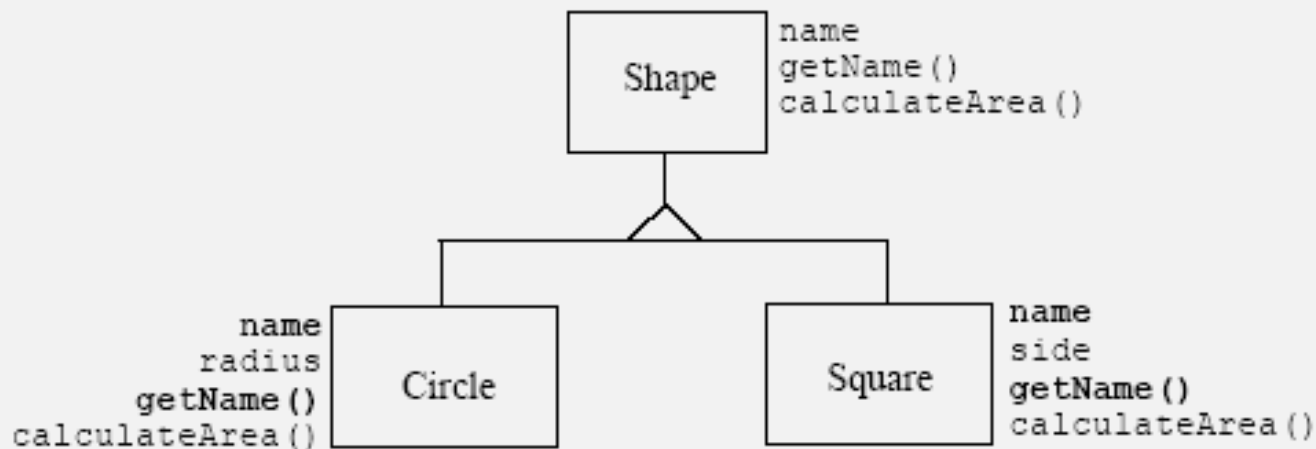 Shape
name
getName()
calculateArea()
name
radius
getName()
calculateArea()
Circle
Square
name
side
getName()
calculateArea()